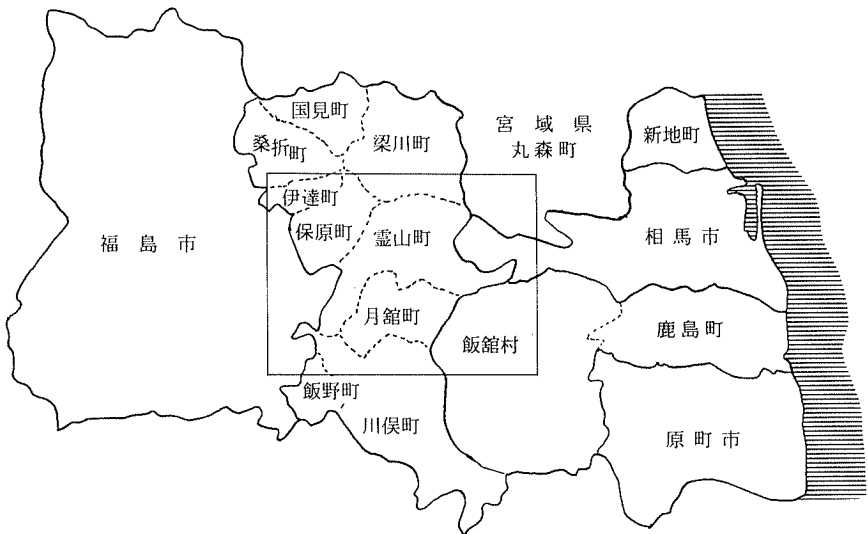 国見町
桑折町
梁川町
宮域県
丸森町
新地町
伊達町
保原町
霊山町
福島市
相馬市
月舘町
飯舘村
鹿島町
飯野町
川俣町
原町市